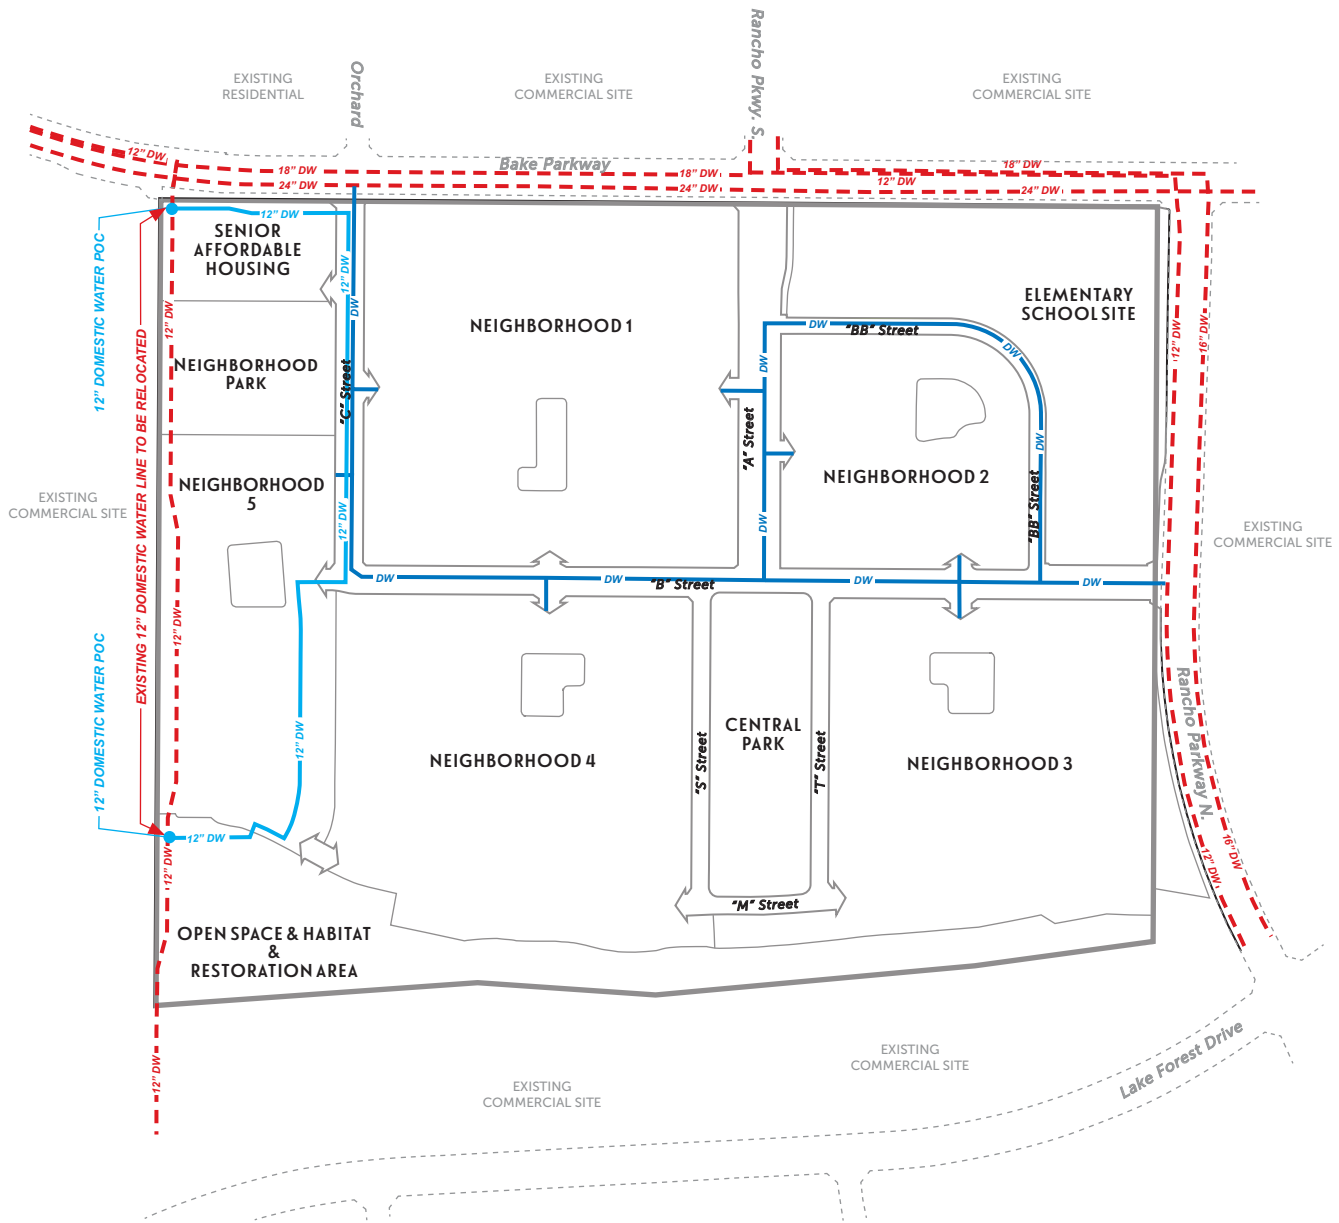 Rancho Pkwy. S.
Orchard
EXISTING
RESIDENTIAL
EXISTING
COMMERCIAL SITE
EXISTING
COMMERCIAL SITE
12" DW
Bake Parkway
18" DW
18" DW
18" DW
24" DW
24" DW
12" DW
24" DW
12" DOMESTIC WATER POC
EXISTING 12" DOMESTIC WATER LINE TO BE RELOCATED
12" DW
SENIOR
AFFORDABLE
HOUSING
12" DW
DW
12" DW
NEIGHBORHOOD
PARK
"C" Street
NEIGHBORHOOD 1
DW
"BB" Street
DW
DW
ELEMENTARY
SCHOOL SITE
12" DW
16" DW
"A" Street
DW
NEIGHBORHOOD 2
DW
"BB" Street
NEIGHBORHOOD
5
12" DW
EXISTING
COMMERCIAL SITE
EXISTING
COMMERCIAL SITE
DW
DW
"B" Street
DW
DW
12" DW
12" DOMESTIC WATER POC
12" DW
12" DW
12" DW
NEIGHBORHOOD 4
"S" Street
CENTRAL
PARK
"T" Street
NEIGHBORHOOD 3
"M" Street
Rancho Parkway N.
12" DW
16" DW
OPEN SPACE & HABITAT
&
RESTORATION AREA
12" DW
EXISTING
COMMERCIAL SITE
EXISTING
COMMERCIAL SITE
Lake Forest Drive